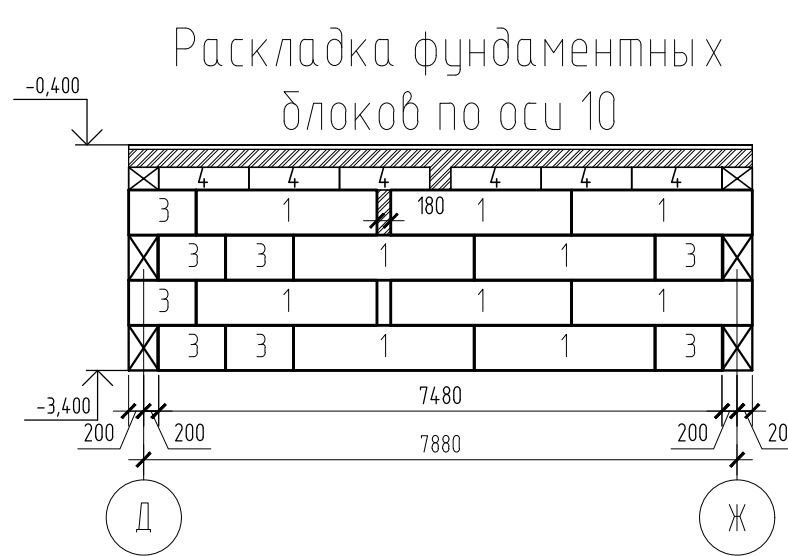 Раскладка фундаментных
блоков по оси 10
-0,400
4 4 4 4 4 4
3 1 180 1 1
3 3 1 1 3
3 1 1 1
3 3 1 1 3
-3,400
7480
200 200 200 20
7880
Д Ж